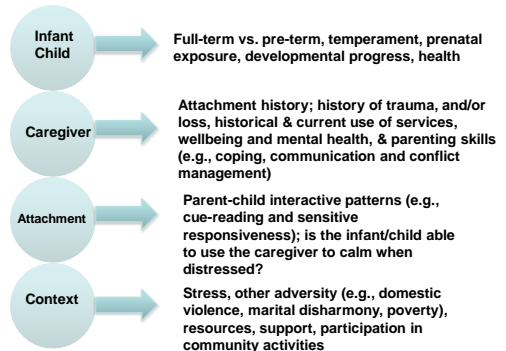 Infant
Child
Full-term vs. pre-term, temperament, prenatal
exposure, developmental progress, health
Caregiver
Attachment history; history of trauma, and/or
loss, historical & current use of services,
wellbeing and mental health, & parenting skills
(e.g., coping, communication and conflict
management)
Attachment
Parent-child interactive patterns (e.g.,
cue-reading and sensitive
responsiveness); is the infant/child able
to use the caregiver to calm when
distressed?
Context
Stress, other adversity (e.g., domestic
violence, marital disharmony, poverty),
resources, support, participation in
community activities